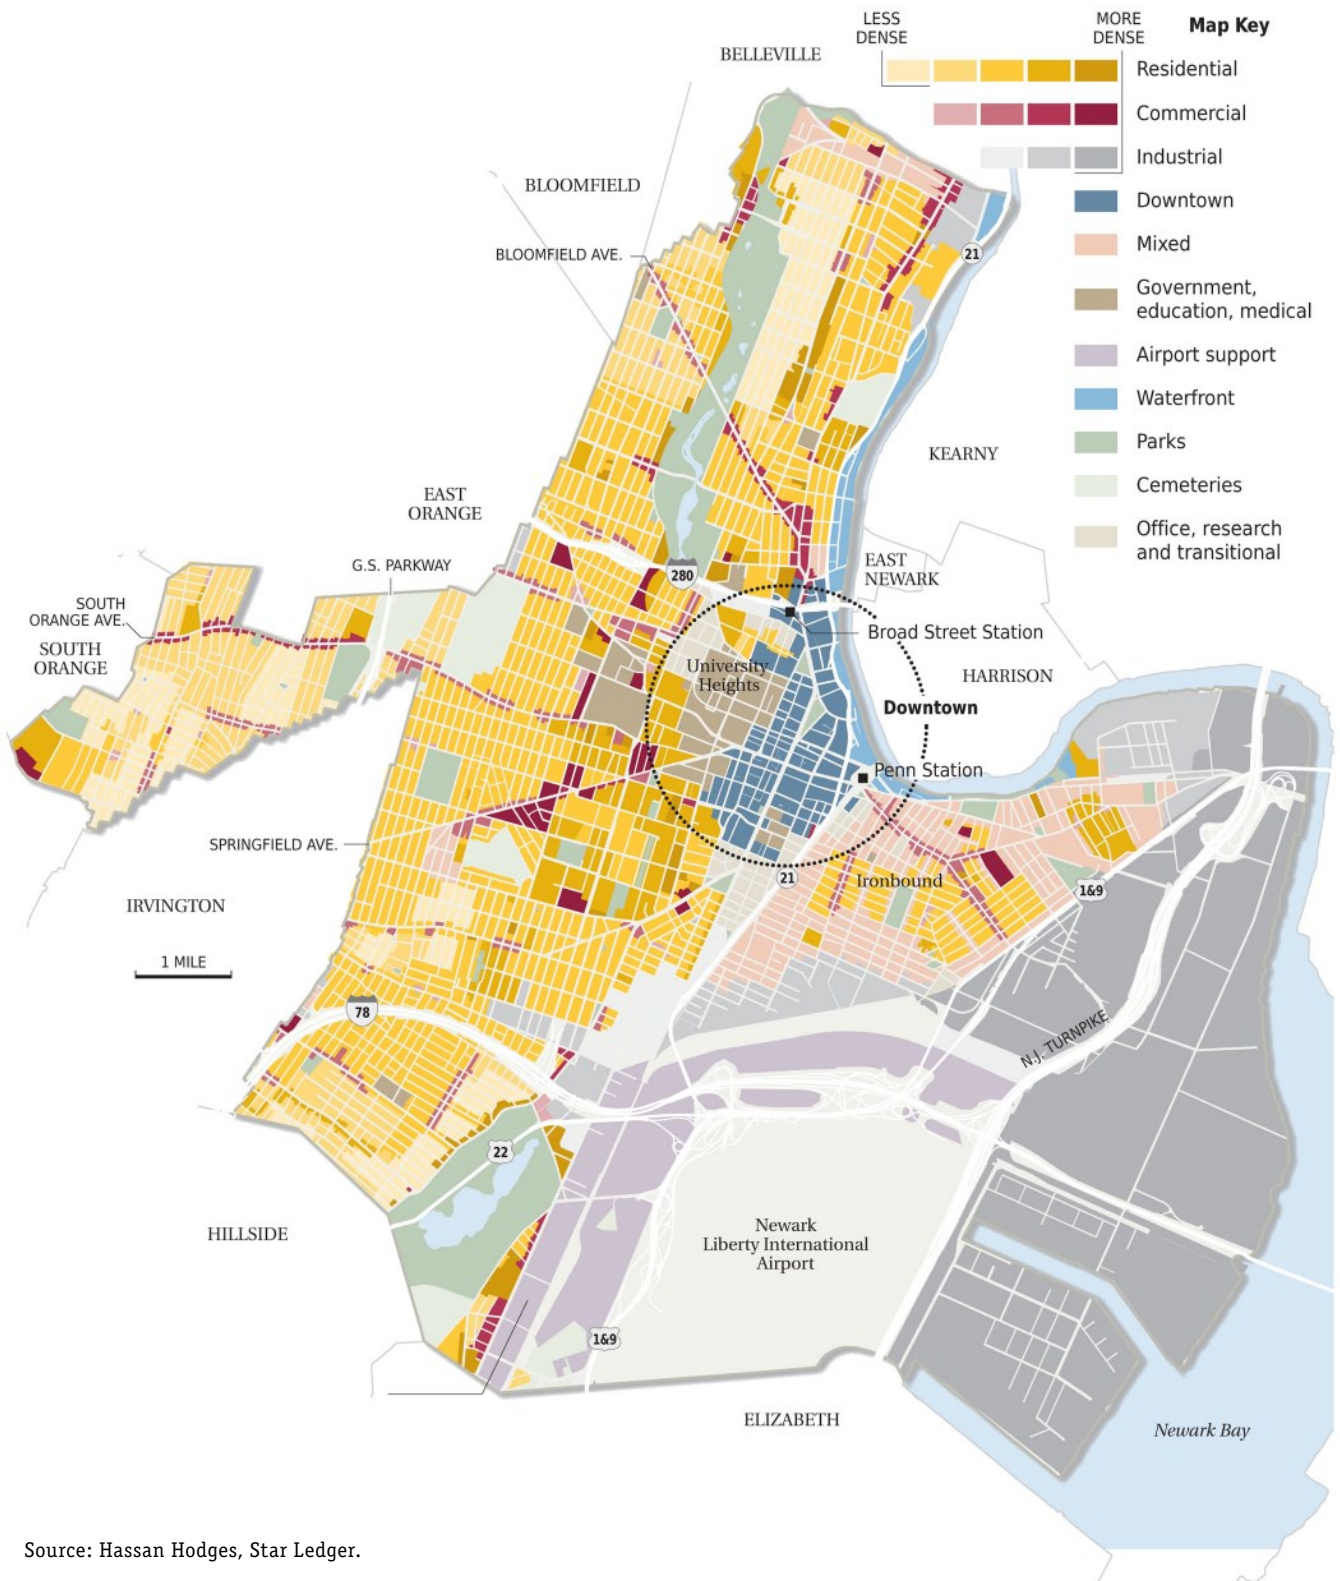 LESS
DENSE
MORE
DENSE
Map Key
Residential
Commercial
Industrial
Downtown
Mixed
Government,
education, medical
Airport support
Waterfront
Parks
Cemeteries
Office, research
and transitional
BELLEVILLE
BLOOMFIELD
BLOOMFIELD AVE.
21
KEARNY
EAST
ORANGE
G.S. PARKWAY
280
EAST
NEWARK
SOUTH
ORANGE AVE.
SOUTH
ORANGE
Broad Street Station
University
Heights
HARRISON
Downtown
Penn Station
SPRINGFIELD AVE.
21
Ironbound
1&9
IRVINGTON
1 MILE
78
N.J. TURNPIKE
22
HILLSIDE
Newark
Liberty International
Airport
1&9
ELIZABETH
Newark Bay
Source: Hassan Hodges, Star Ledger.